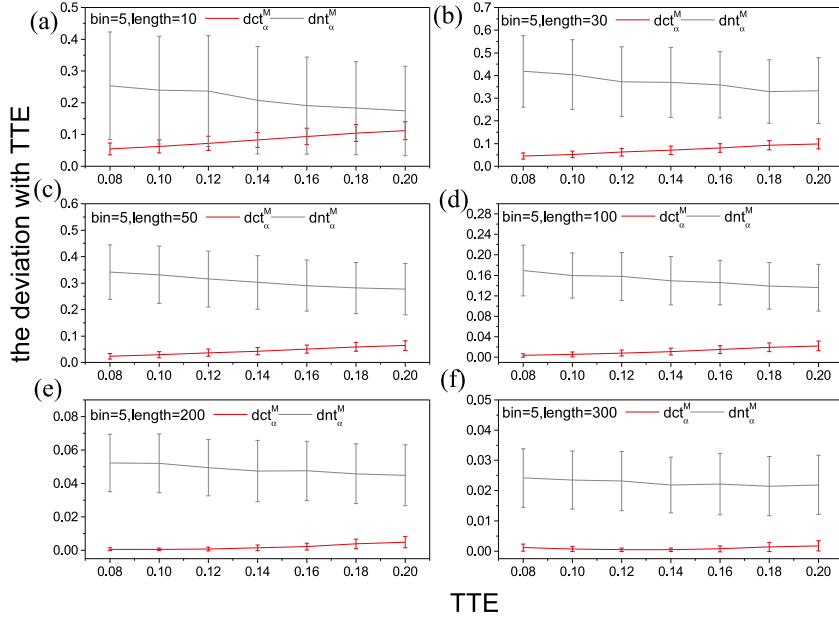 the deviation with TTE
(a)
bin=5,length=10 dct_α^M dnt_α^M
0.5
0.4
0.3
0.2
0.1
0.0
0.08 0.10 0.12 0.14 0.16 0.18 0.20
(b)
bin=5,length=30 dct_α^M dnt_α^M
0.7
0.6
0.5
0.4
0.3
0.2
0.1
0.0
0.08 0.10 0.12 0.14 0.16 0.18 0.20
(c)
bin=5,length=50 dct_α^M dnt_α^M
0.6
0.5
0.4
0.3
0.2
0.1
0.0
0.08 0.10 0.12 0.14 0.16 0.18 0.20
(d)
bin=5,length=100 dct_α^M dnt_α^M
0.28
0.24
0.20
0.16
0.12
0.08
0.04
0.00
0.08 0.10 0.12 0.14 0.16 0.18 0.20
(e)
bin=5,length=200 dct_α^M dnt_α^M
0.08
0.06
0.04
0.02
0.00
0.08 0.10 0.12 0.14 0.16 0.18 0.20
(f)
bin=5,length=300 dct_α^M dnt_α^M
0.05
0.04
0.03
0.02
0.01
0.00
0.08 0.10 0.12 0.14 0.16 0.18 0.20
TTE